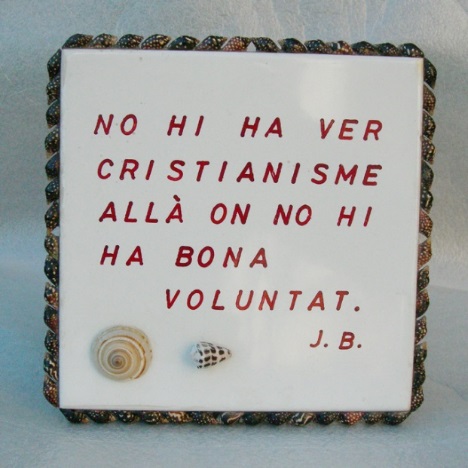 NO HI HA VER
CRISTIANISME
ALLÀ ON NO HI
HA BONA
VOLUNTAT.
J. B.